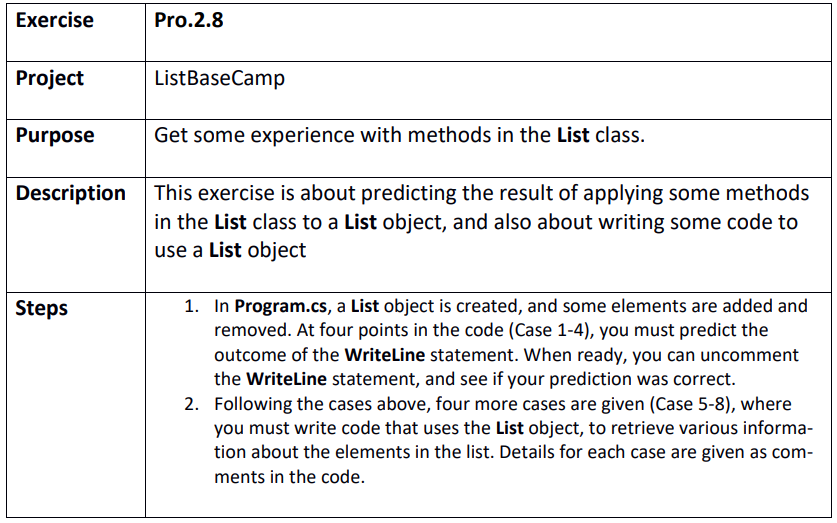 Exercise Pro.2.8
Project ListBaseCamp
Purpose Get some experience with methods in the List class.
Description This exercise is about predicting the result of applying some methods
in the List class to a List object, and also about writing some code to
use a List object
Steps 1. In Program.cs, a List object is created, and some elements are added and
removed. At four points in the code (Case 1-4), you must predict the
outcome of the WriteLine statement. When ready, you can uncomment
the WriteLine statement, and see if your prediction was correct.
2. Following the cases above, four more cases are given (Case 5-8), where
you must write code that uses the List object, to retrieve various informa-
tion about the elements in the list. Details for each case are given as com-
ments in the code.